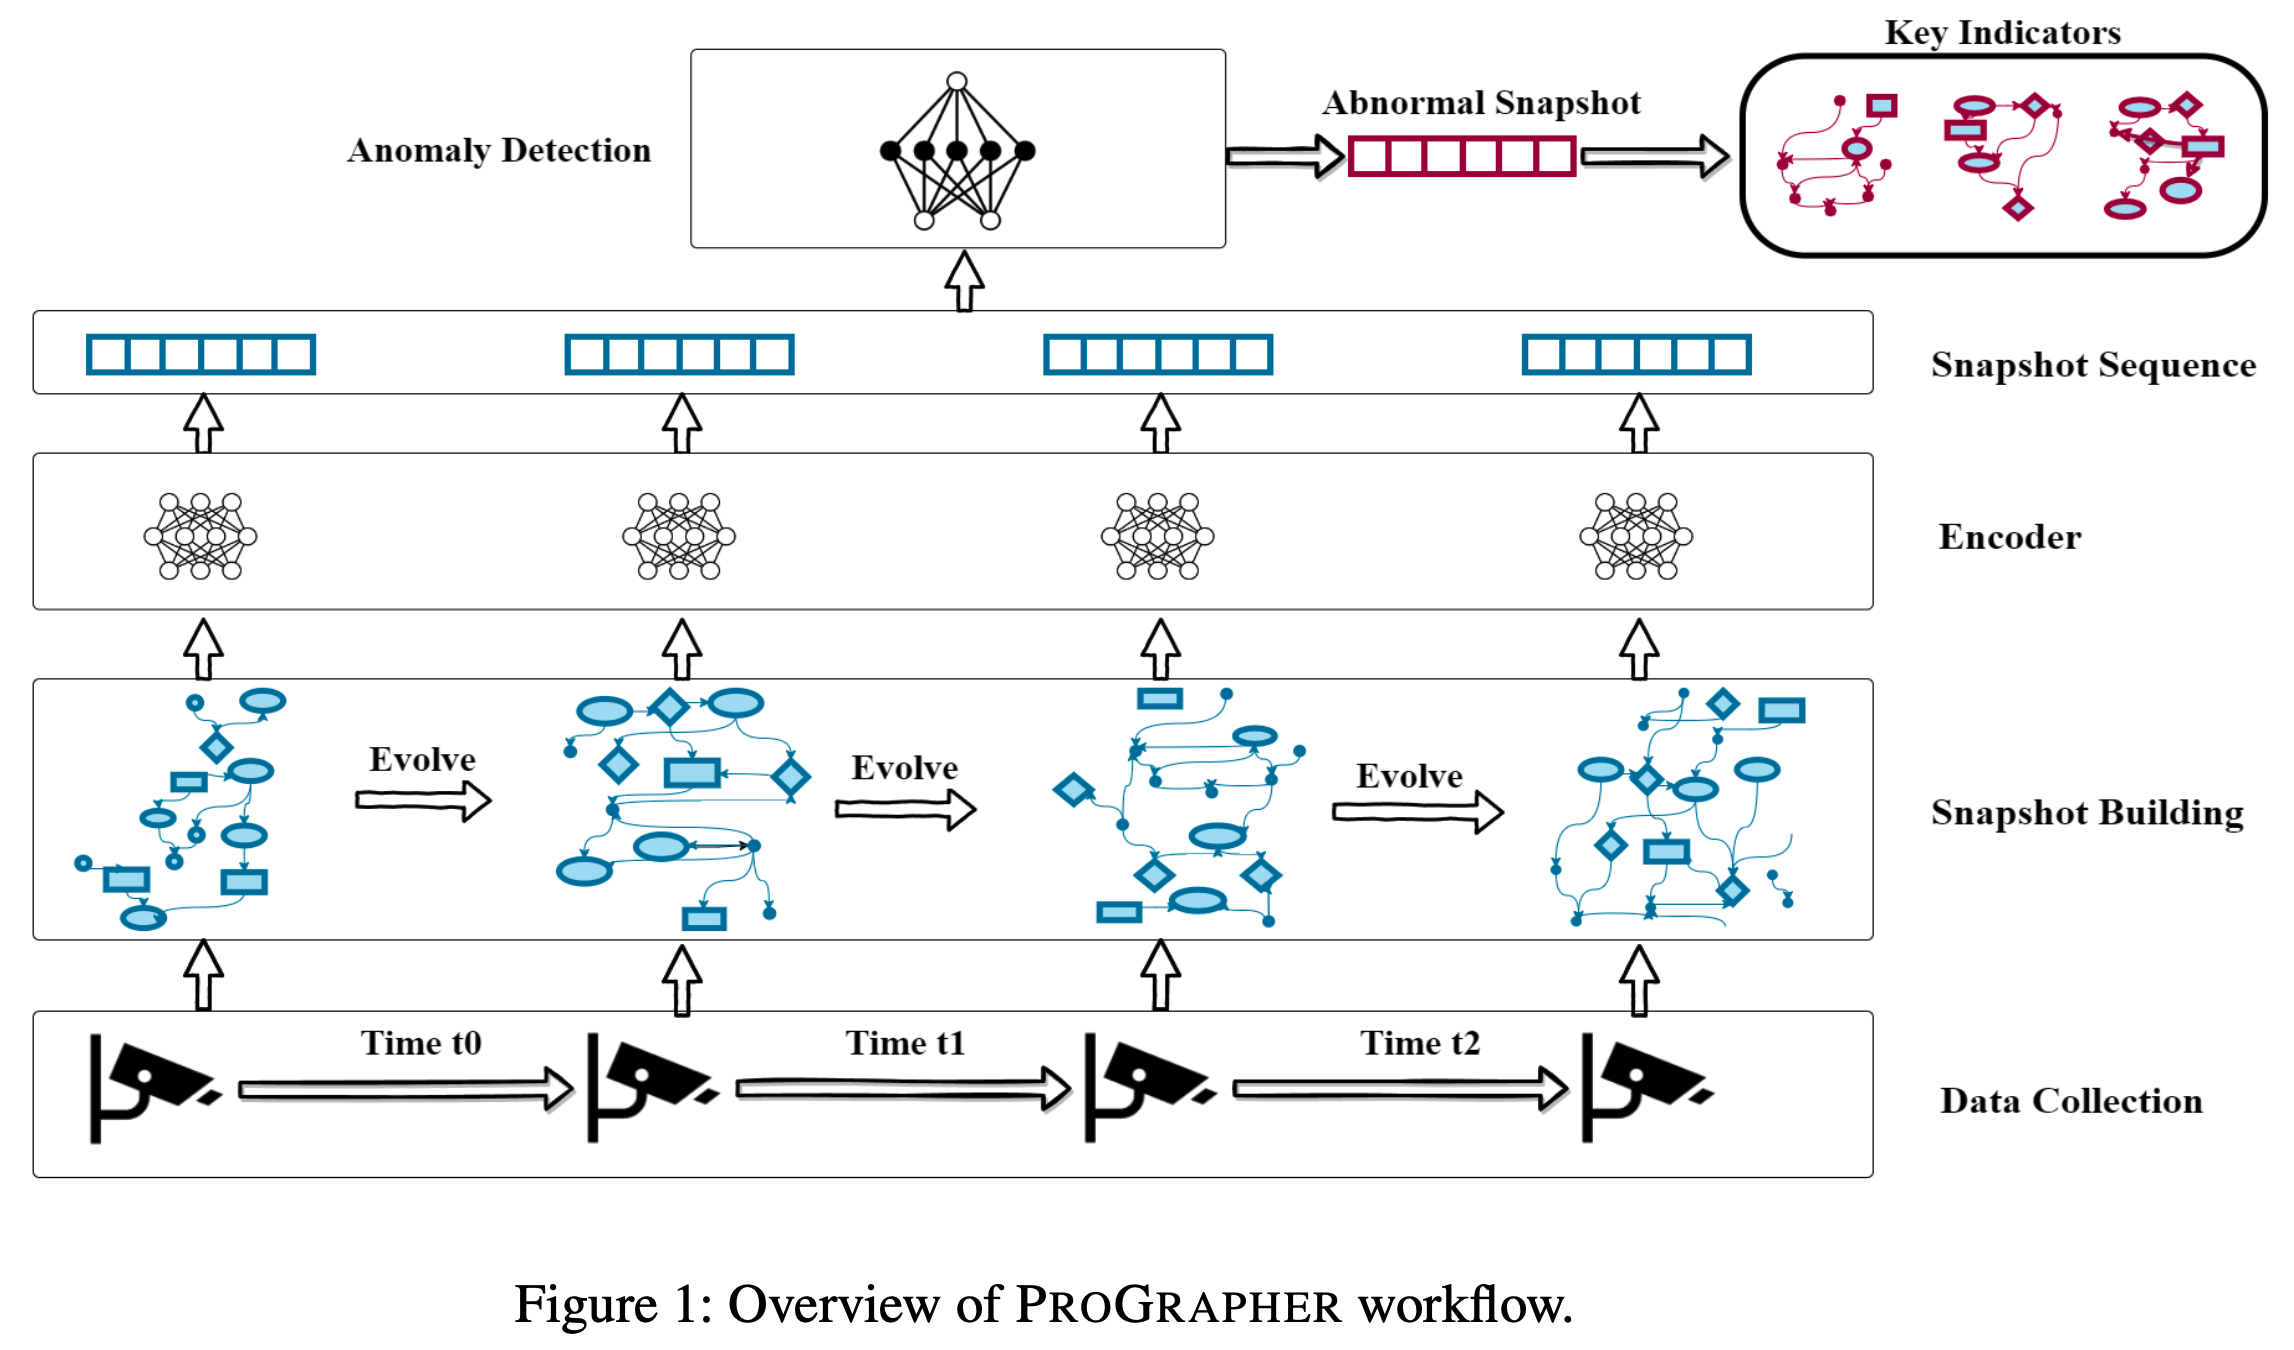 Key Indicators
Abnormal Snapshot
Anomaly Detection
Snapshot Sequence
Encoder
Evolve
Evolve
Evolve
Snapshot Building
Time t0
Time t1
Time t2
Data Collection
Figure 1: Overview of PROGRAPHER workflow.